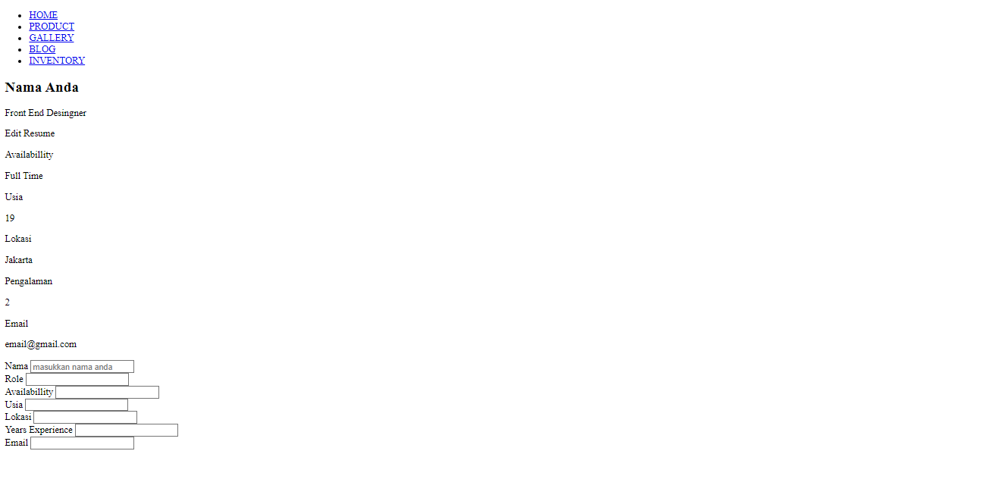 HOME
PRODUCT
GALLERY
BLOG
INVENTORY
Nama Anda
Front End Desingner
Edit Resume
Availabillity
Full Time
Usia
19
Lokasi
Jakarta
Pengalaman
2
Email
email@gmail.com
Nama masukkan nama anda
Role
Availabillity
Usia
Lokasi
Years Experience
Email